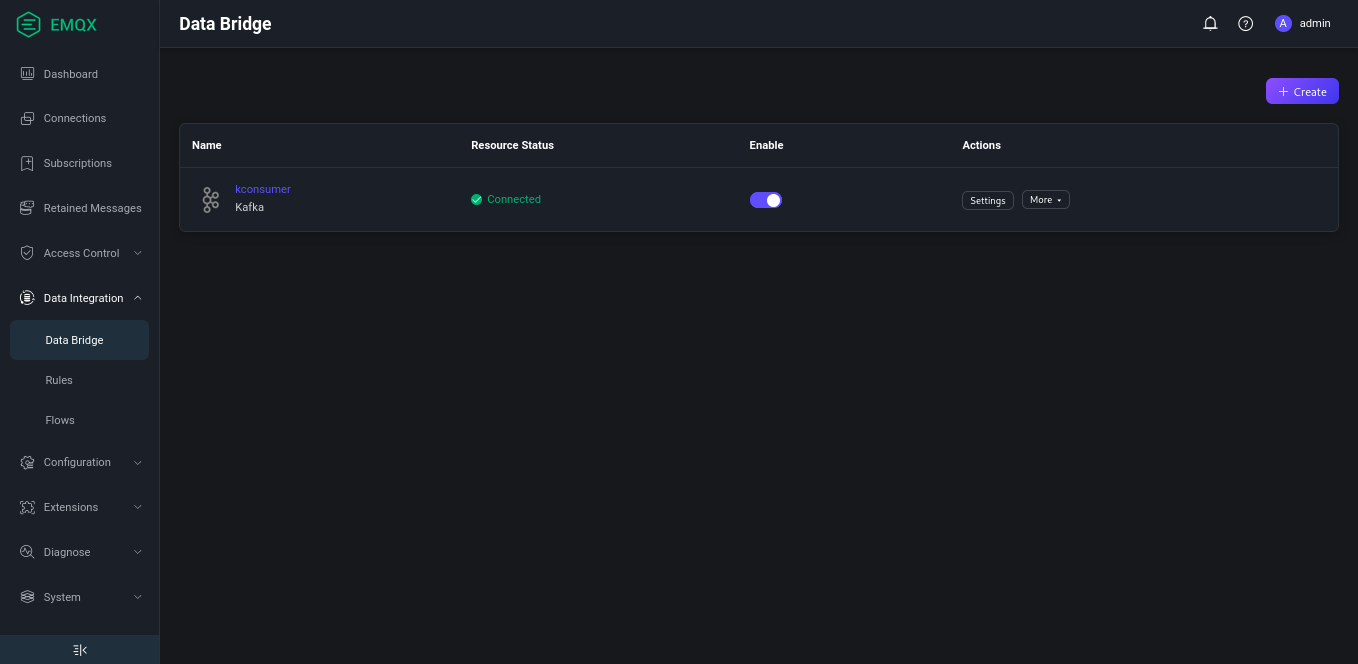 EMQX
Data Bridge
A admin
Dashboard
Connections
Subscriptions
Retained Messages
Access Control
Data Integration
Data Bridge
Rules
Flows
Configuration
Extensions
Diagnose
System
+ Create
Name Resource Status Enable Actions
kconsumer
Kafka
Connected
Settings More